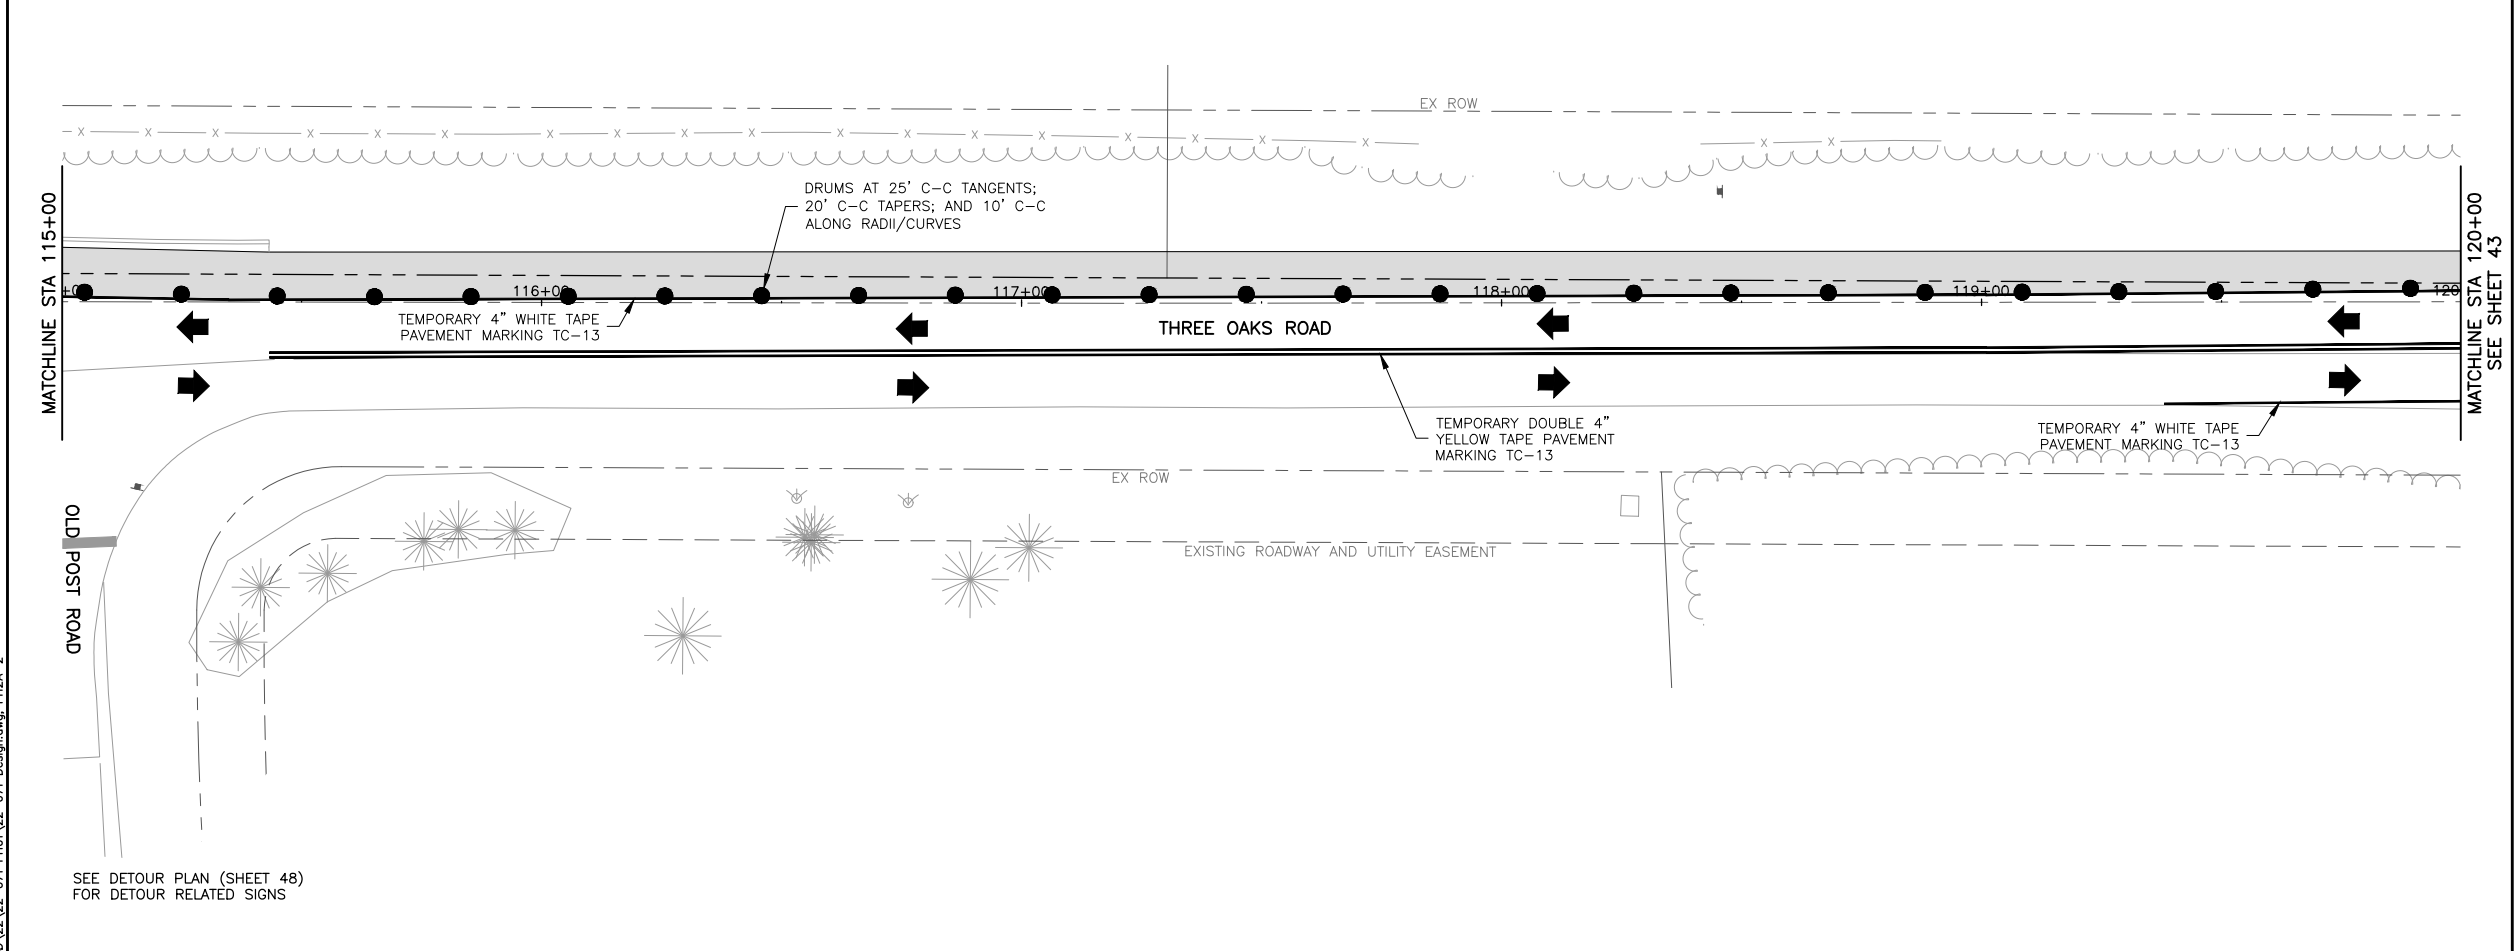 EX ROW
DRUMS AT 25' C-C TANGENTS;
20' C-C TAPERS; AND 10' C-C
ALONG RADII/CURVES
MATCHLINE STA 115+00
MATCHLINE STA 120+00
SEE SHEET 43
116+00
117+00
118+00
119+00
120
TEMPORARY 4" WHITE TAPE
PAVEMENT MARKING TC-13
THREE OAKS ROAD
TEMPORARY DOUBLE 4"
YELLOW TAPE PAVEMENT
MARKING TC-13
TEMPORARY 4" WHITE TAPE
PAVEMENT MARKING TC-13
EX ROW
OLD POST ROAD
EXISTING ROADWAY AND UTILITY EASEMENT
SEE DETOUR PLAN (SHEET 48)
FOR DETOUR RELATED SIGNS